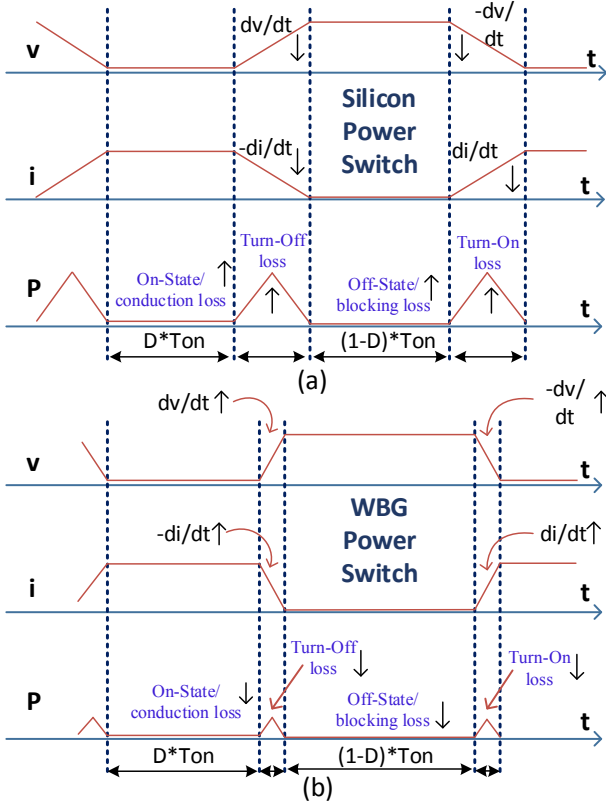 dv/dt↓
-dv/
dt↓
v
t
Silicon
Power
Switch
-di/dt↓
di/dt↓
i
t
Turn-Off
loss↑
Turn-On
loss↑
On-State/
conduction loss↑
Off-State/
blocking loss↑
P
t
D*Ton
(1-D)*Ton
(a)
dv/dt↑
-dv/
dt↑
v
t
WBG
Power
Switch
-di/dt↑
di/dt↑
i
t
Turn-Off
loss↓
Turn-On
loss↓
On-State/
conduction loss↓
Off-State/
blocking loss↓
P
t
D*Ton
(1-D)*Ton
(b)